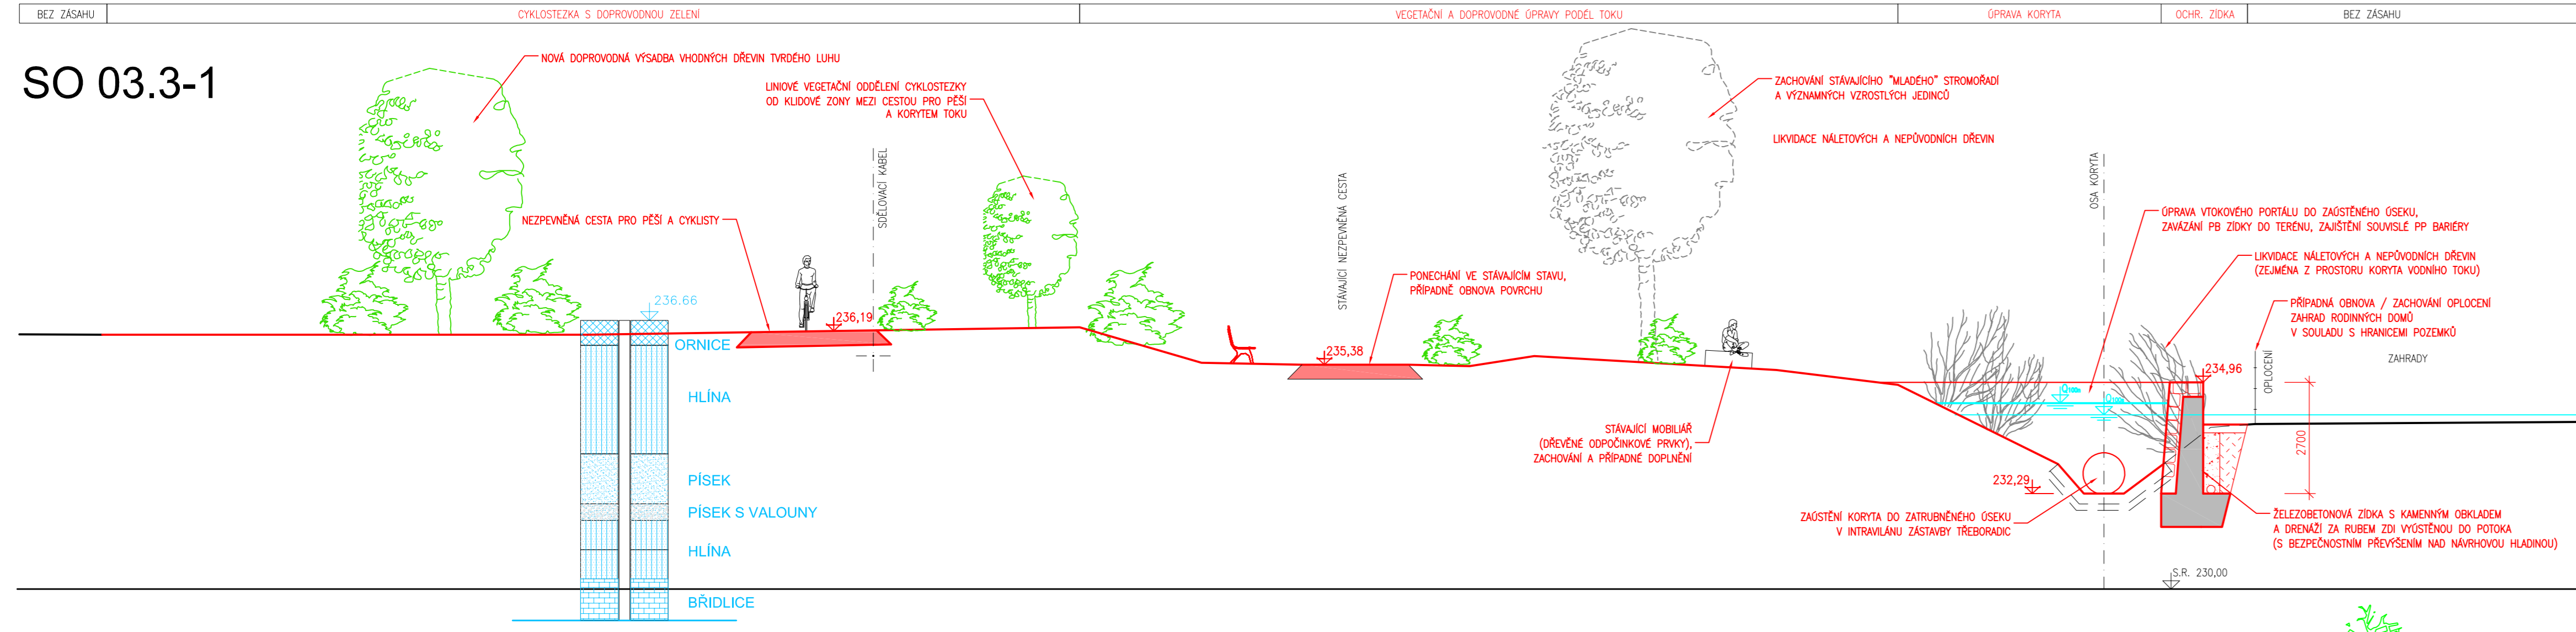 BEZ ZÁSAHU
CYKLOSTEZKA S DOPROVODNOU ZELENÍ
VEGETAČNÍ A DOPROVODNÉ ÚPRAVY PODÉL TOKU
ÚPRAVA KORYTA
OCHR. ZÍDKA
BEZ ZÁSAHU
SO 03.3-1
NOVÁ DOPROVODNÁ VÝSADBA VHODNÝCH DŘEVIN TVRDÉHO LUHU
LINIOVÉ VEGETAČNÍ ODDĚLENÍ CYKLOSTEZKY
OD KLIDOVÉ ZONY MEZI CESTOU PRO PĚŠÍ
A KORYTEM TOKU
SDĚLOVACÍ KABEL
NEZPEVNĚNÁ CESTA PRO PĚŠÍ A CYKLISTY
236.66
236,19
ORNICE
HLÍNA
PÍSEK
PÍSEK S VALOUNY
HLÍNA
BŘIDLICE
STÁVAJÍCÍ NEZPEVNĚNÁ CESTA
PONECHÁNÍ VE STÁVAJÍCÍM STAVU,
PŘÍPADNĚ OBNOVA POVRCHU
235,38
ZACHOVÁNÍ STÁVAJÍCÍHO "MLADÉHO" STROMOŘADÍ
A VÝZNAMNÝCH VZROSTLÝCH JEDINCŮ
LIKVIDACE NÁLETOVÝCH A NEPŮVODNÍCH DŘEVIN
STÁVAJÍCÍ MOBILIÁŘ
(DŘEVĚNÉ ODPOČINKOVÉ PRVKY),
ZACHOVÁNÍ A PŘÍPADNÉ DOPLNĚNÍ
OSA KORYTA
ÚPRAVA VTOKOVÉHO PORTÁLU DO ZAÚSTĚNÉHO ÚSEKU,
ZAVÁZÁNÍ PB ZÍDKY DO TERÉNU, ZAJIŠTĚNÍ SOUVISLÉ PP BARIÉRY
LIKVIDACE NÁLETOVÝCH A NEPŮVODNÍCH DŘEVIN
(ZEJMÉNA Z PROSTORU KORYTA VODNÍHO TOKU)
PŘÍPADNÁ OBNOVA / ZACHOVÁNÍ OPLOCENÍ
ZAHRAD RODINNÝCH DOMŮ
V SOULADU S HRANICEMI POZEMKŮ
ZAHRADY
OPLOCENÍ
234,96
2700
232,29
ZAÚSTĚNÍ KORYTA DO ZATRUBNĚNÉHO ÚSEKU
V INTRAVILÁNU ZÁSTAVBY TŘEBORADIC
ŽELEZOBETONOVÁ ZÍDKA S KAMENNÝM OBKLADEM
A DRENÁŽÍ ZA RUBEM ZDI VYÚSTĚNOU DO POTOKA
(S BEZPEČNOSTNÍM PŘEVÝŠENÍM NAD NÁVRHOVOU HLADINOU)
S.R. 230,00